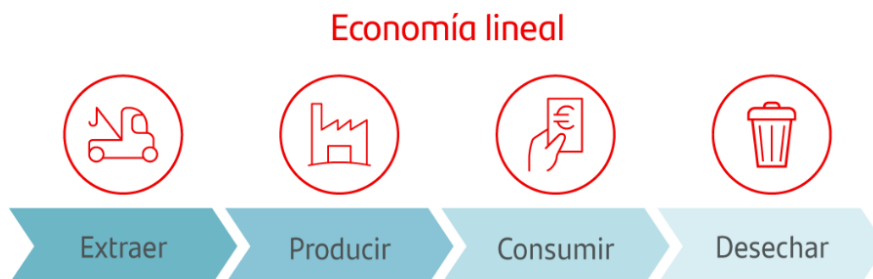 Economía lineal
€
Extraer
Producir
Consumir
Desechar